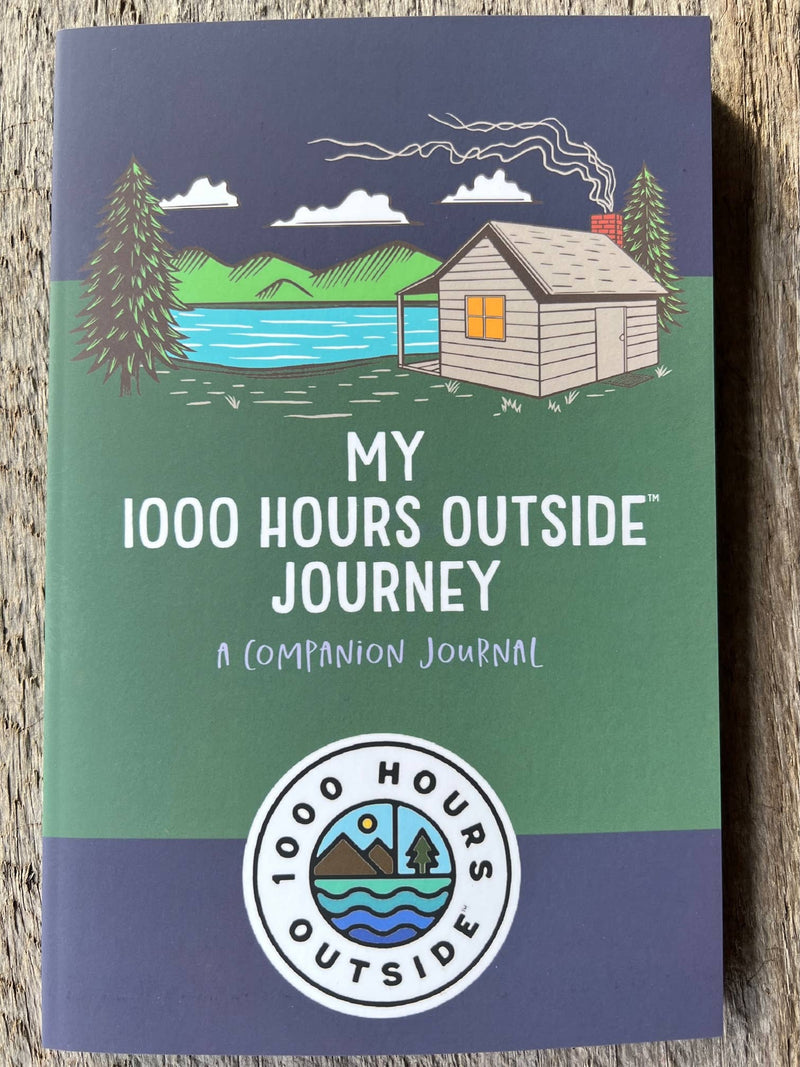 MY
1000 HOURS OUTSIDE™
JOURNEY
A COMPANION JOURNAL
1000 HOURS
OUTSIDE™